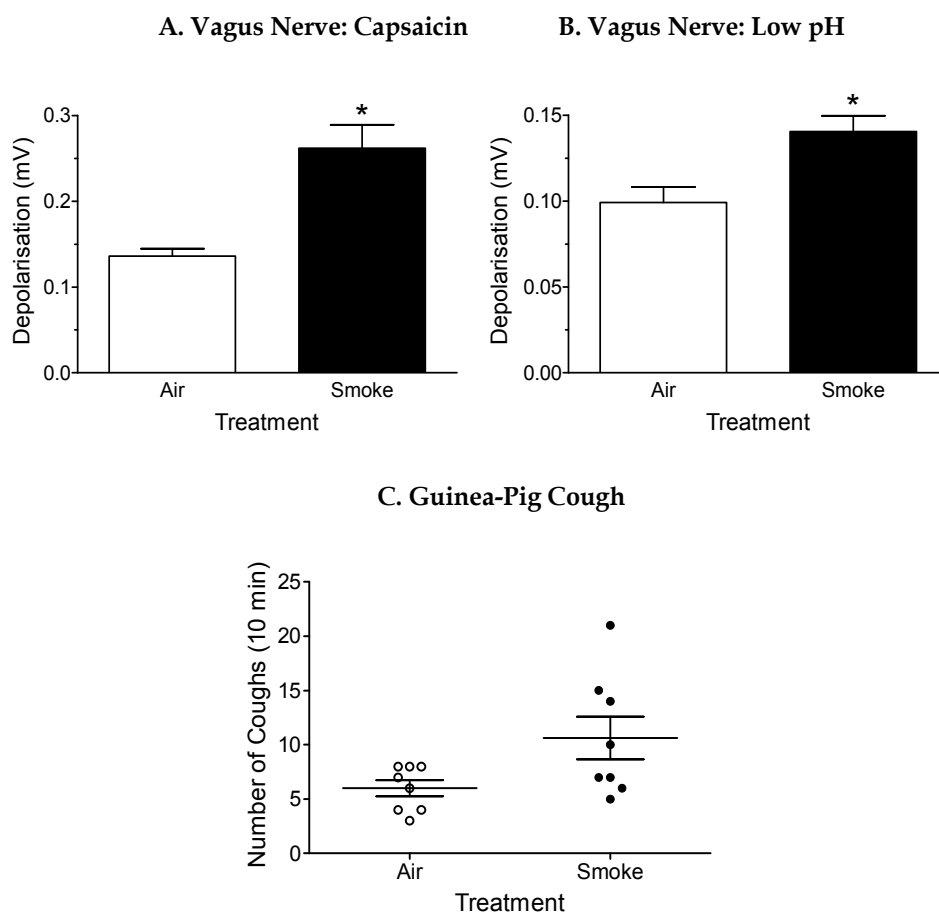 A. Vagus Nerve: Capsaicin
B. Vagus Nerve: Low pH
Depolarisation (mV)
0.3
0.2
0.1
0.0
*
Air
Smoke
Treatment
Depolarisation (mV)
0.15
0.10
0.05
0.00
*
Air
Smoke
Treatment
C. Guinea-Pig Cough
Number of Coughs (10 min)
25
20
15
10
5
0
Air
Smoke
Treatment